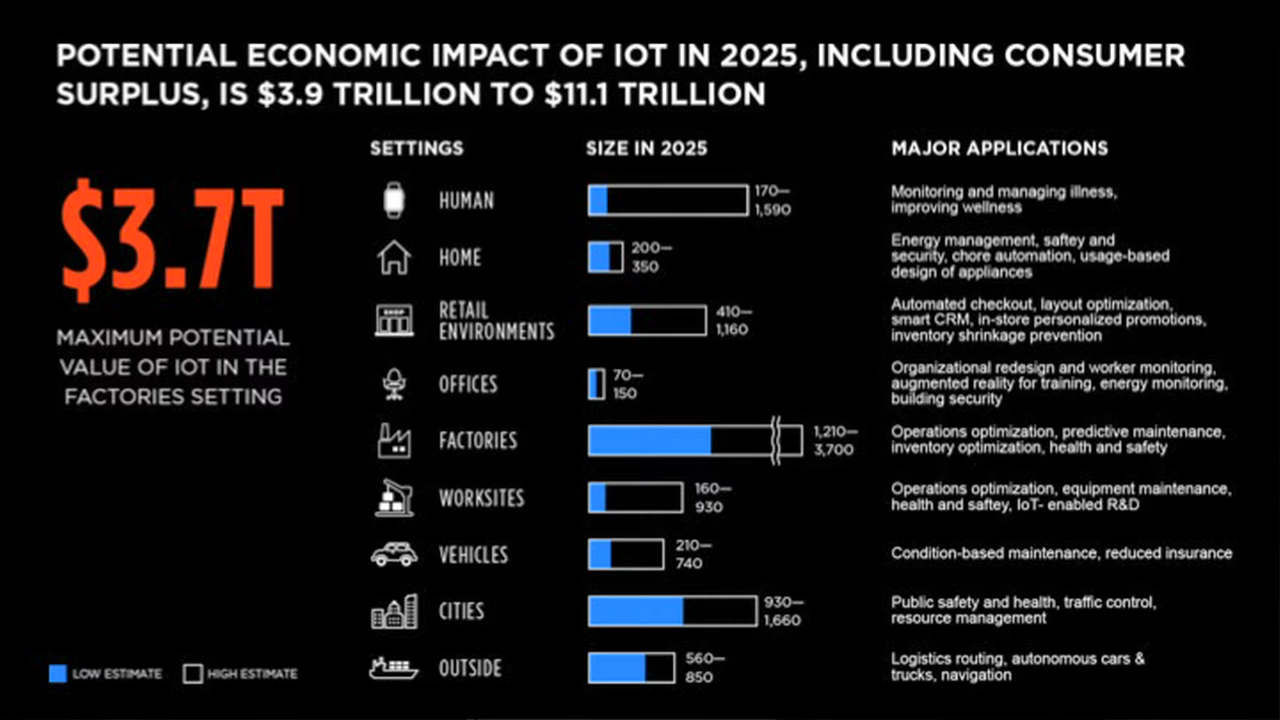 POTENTIAL ECONOMIC IMPACT OF IOT IN 2025, INCLUDING CONSUMER
SURPLUS, IS $3.9 TRILLION TO $11.1 TRILLION
$3.7T
MAXIMUM POTENTIAL
VALUE OF IOT IN THE
FACTORIES SETTING
SETTINGS
SIZE IN 2025
MAJOR APPLICATIONS
HUMAN
170—
1,590
Monitoring and managing illness,
improving wellness
HOME
200—
350
Energy management, saftey and
security, chore automation, usage-based
design of appliances
SHOP
RETAIL
ENVIRONMENTS
410—
1,160
Automated checkout, layout optimization,
smart CRM, in-store personalized promotions,
inventory shrinkage prevention
OFFICES
70—
150
Organizational redesign and worker monitoring,
augmented reality for training, energy monitoring,
building security
FACTORIES
1,210—
3,700
Operations optimization, predictive maintenance,
inventory optimization, health and safety
WORKSITES
160—
930
Operations optimization, equipment maintenance,
health and saftey, IoT- enabled R&D
VEHICLES
210—
740
Condition-based maintenance, reduced insurance
CITIES
930—
1,660
Public safety and health, traffic control,
resource management
OUTSIDE
560—
850
Logistics routing, autonomous cars &
trucks, navigation
LOW ESTIMATE
HIGH ESTIMATE